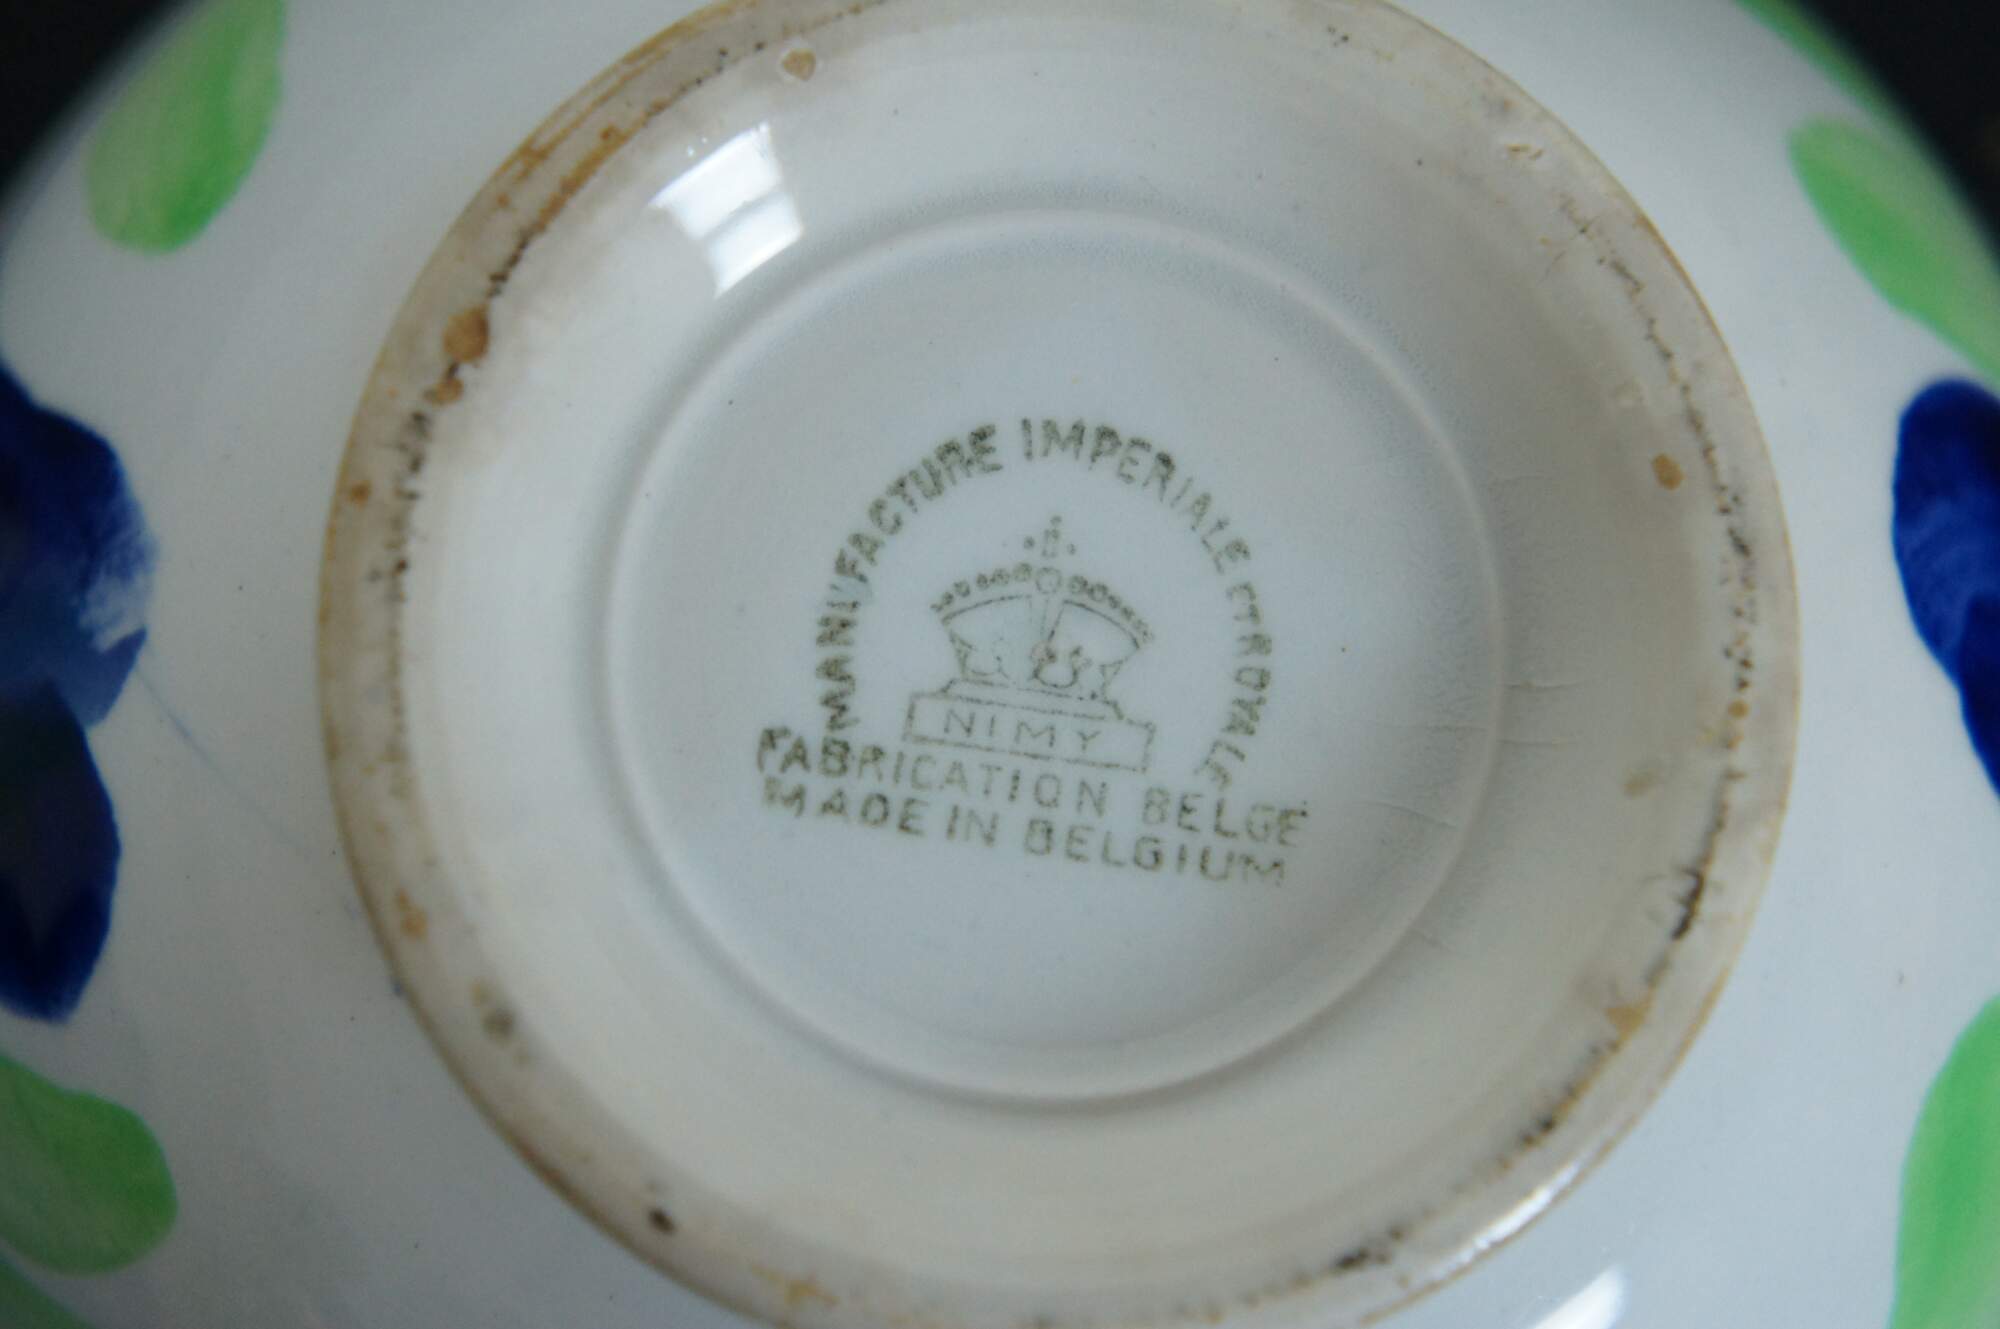 MANUFACTURE IMPERIALE ET ROYALE
NIMY
FABRICATION BELGE
MADE IN BELGIUM